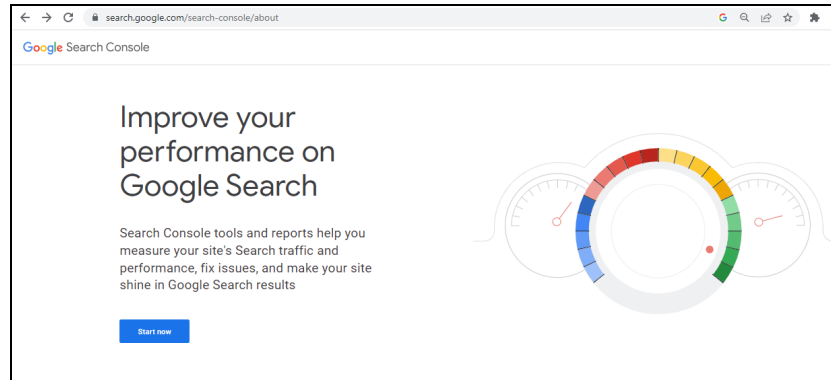 search.google.com/search-console/about
Google Search Console
Improve your
performance on
Google Search
Search Console tools and reports help you
measure your site's Search traffic and
performance, fix issues, and make your site
shine in Google Search results
Start now